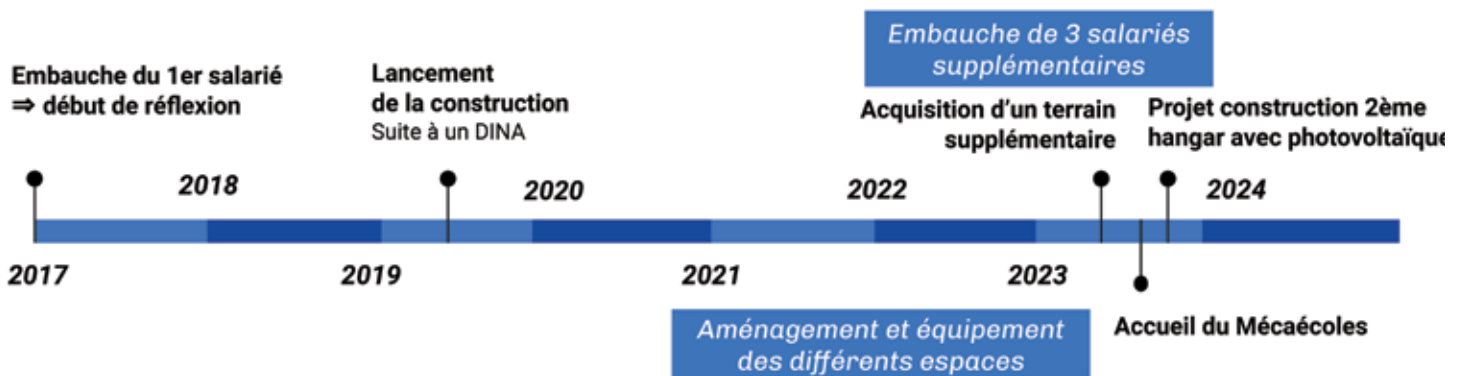 Embauche de 3 salariés
supplémentaires
Embauche du 1er salarié
⇒ début de réflexion
Lancement
de la construction
Suite à un DINA
Acquisition d'un terrain
supplémentaire
Projet construction 2ème
hangar avec photovoltaïque
2018
2020
2022
2024
2017
2019
2021
2023
Aménagement et équipement
des différents espaces
Accueil du Mécaécoles